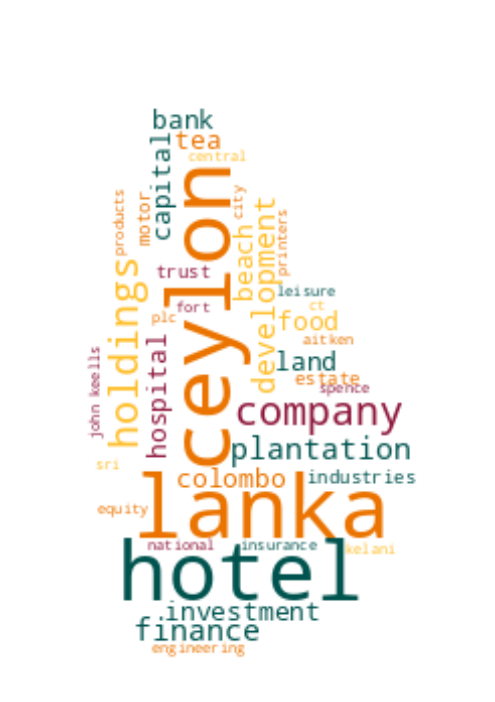 bank
tea
central
capital
ceylon
products
motor
city
beach
development
printers
trust
holdings
leisure
fort
ct
plc
food
hospital
aitken
land
john keells
estate
spence
company
plantation
sri
colombo
industries
lanka
equity
national
insurance
kelani
hotel
investment
finance
engineering